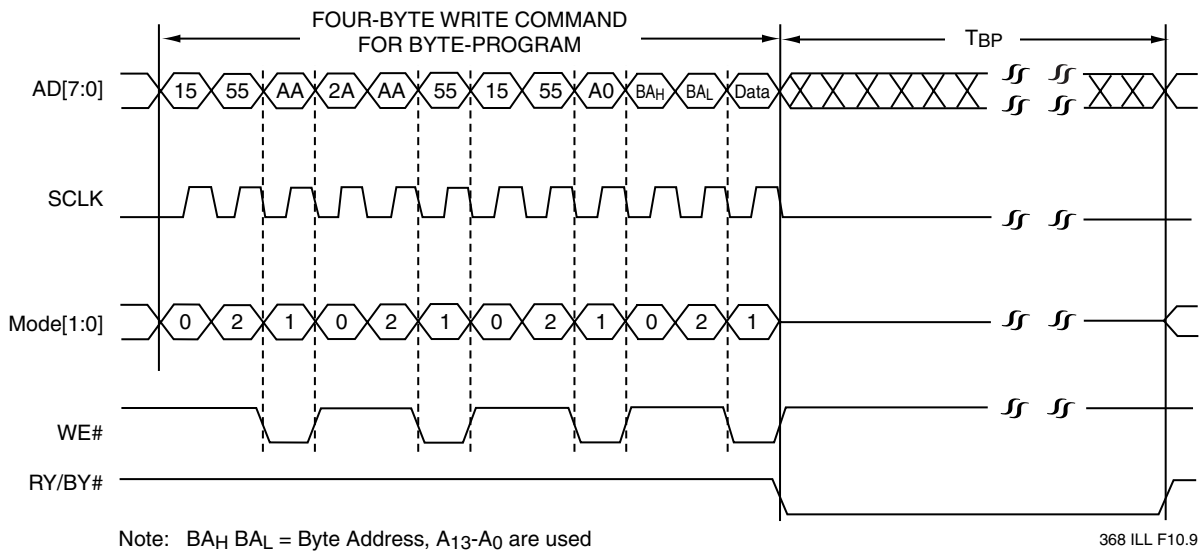 FOUR-BYTE WRITE COMMAND
FOR BYTE-PROGRAM
TBP
AD[7:0] 15 55 AA 2A AA 55 15 55 A0 BAH BAL Data
SCLK
Mode[1:0] 0 2 1 0 2 1 0 2 1 0 2 1
WE#
RY/BY#
Note: BAH BAL = Byte Address, A13-A0 are used
368 ILL F10.9